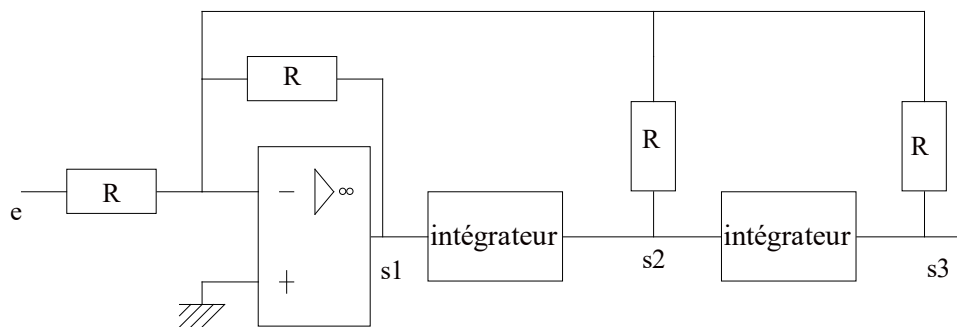 R
R
R
R
− ∞
e
intégrateur
intégrateur
+
s1
s2
s3